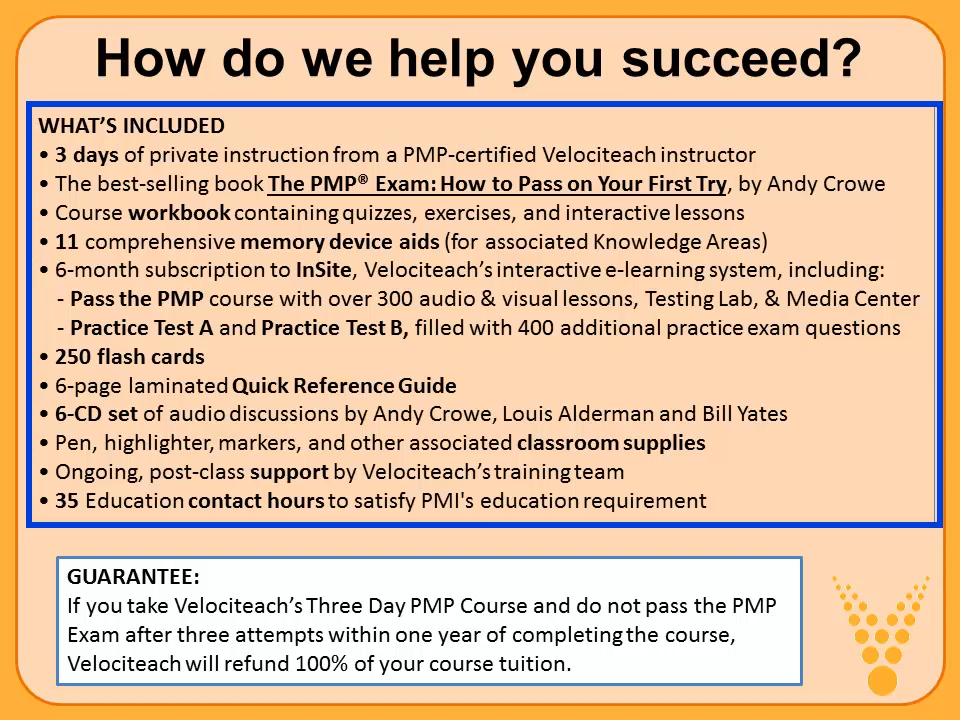 How do we help you succeed?
WHAT'S INCLUDED
• 3 days of private instruction from a PMP-certified Velociteach instructor
• The best-selling book The PMP® Exam: How to Pass on Your First Try, by Andy Crowe
• Course workbook containing quizzes, exercises, and interactive lessons
• 11 comprehensive memory device aids (for associated Knowledge Areas)
• 6-month subscription to InSite, Velociteach's interactive e-learning system, including:
- Pass the PMP course with over 300 audio & visual lessons, Testing Lab, & Media Center
- Practice Test A and Practice Test B, filled with 400 additional practice exam questions
• 250 flash cards
• 6-page laminated Quick Reference Guide
• 6-CD set of audio discussions by Andy Crowe, Louis Alderman and Bill Yates
• Pen, highlighter, markers, and other associated classroom supplies
• Ongoing, post-class support by Velociteach's training team
• 35 Education contact hours to satisfy PMI's education requirement
GUARANTEE:
If you take Velociteach's Three Day PMP Course and do not pass the PMP
Exam after three attempts within one year of completing the course,
Velociteach will refund 100% of your course tuition.